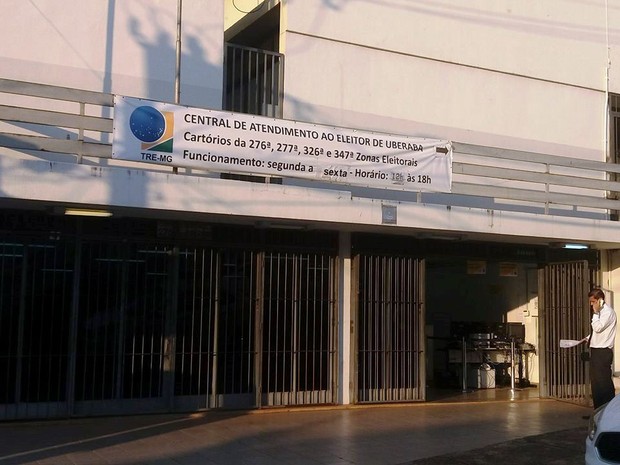 CENTRAL DE ATENDIMENTO AO ELEITOR DE UBERABA
Cartórios da 276ª, 277ª, 326ª e 347ª Zonas Eleitorais
Funcionamento: segunda a sexta - Horário: 12h às 18h
TRE-MG